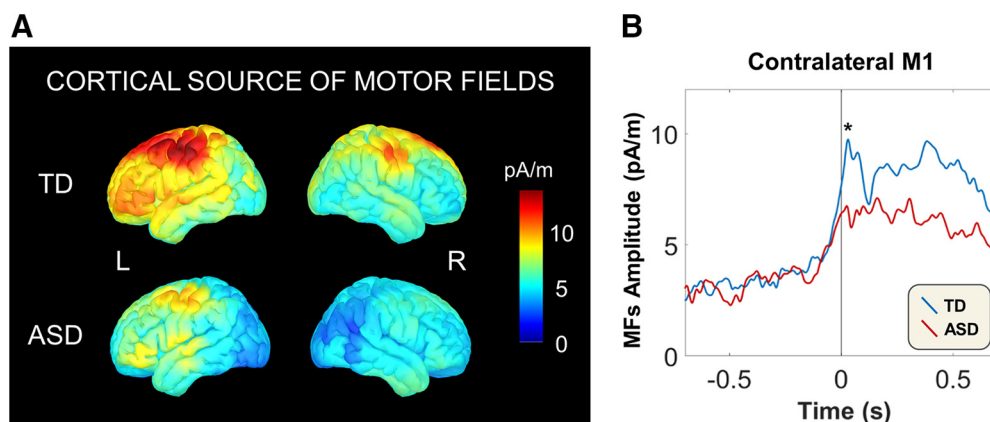 A
CORTICAL SOURCE OF MOTOR FIELDS
TD
pA/m
10
5
0
L
R
ASD
B
Contralateral M1
MFs Amplitude (pA/m)
10
5
0
*
TD
ASD
-0.5
0
0.5
Time (s)